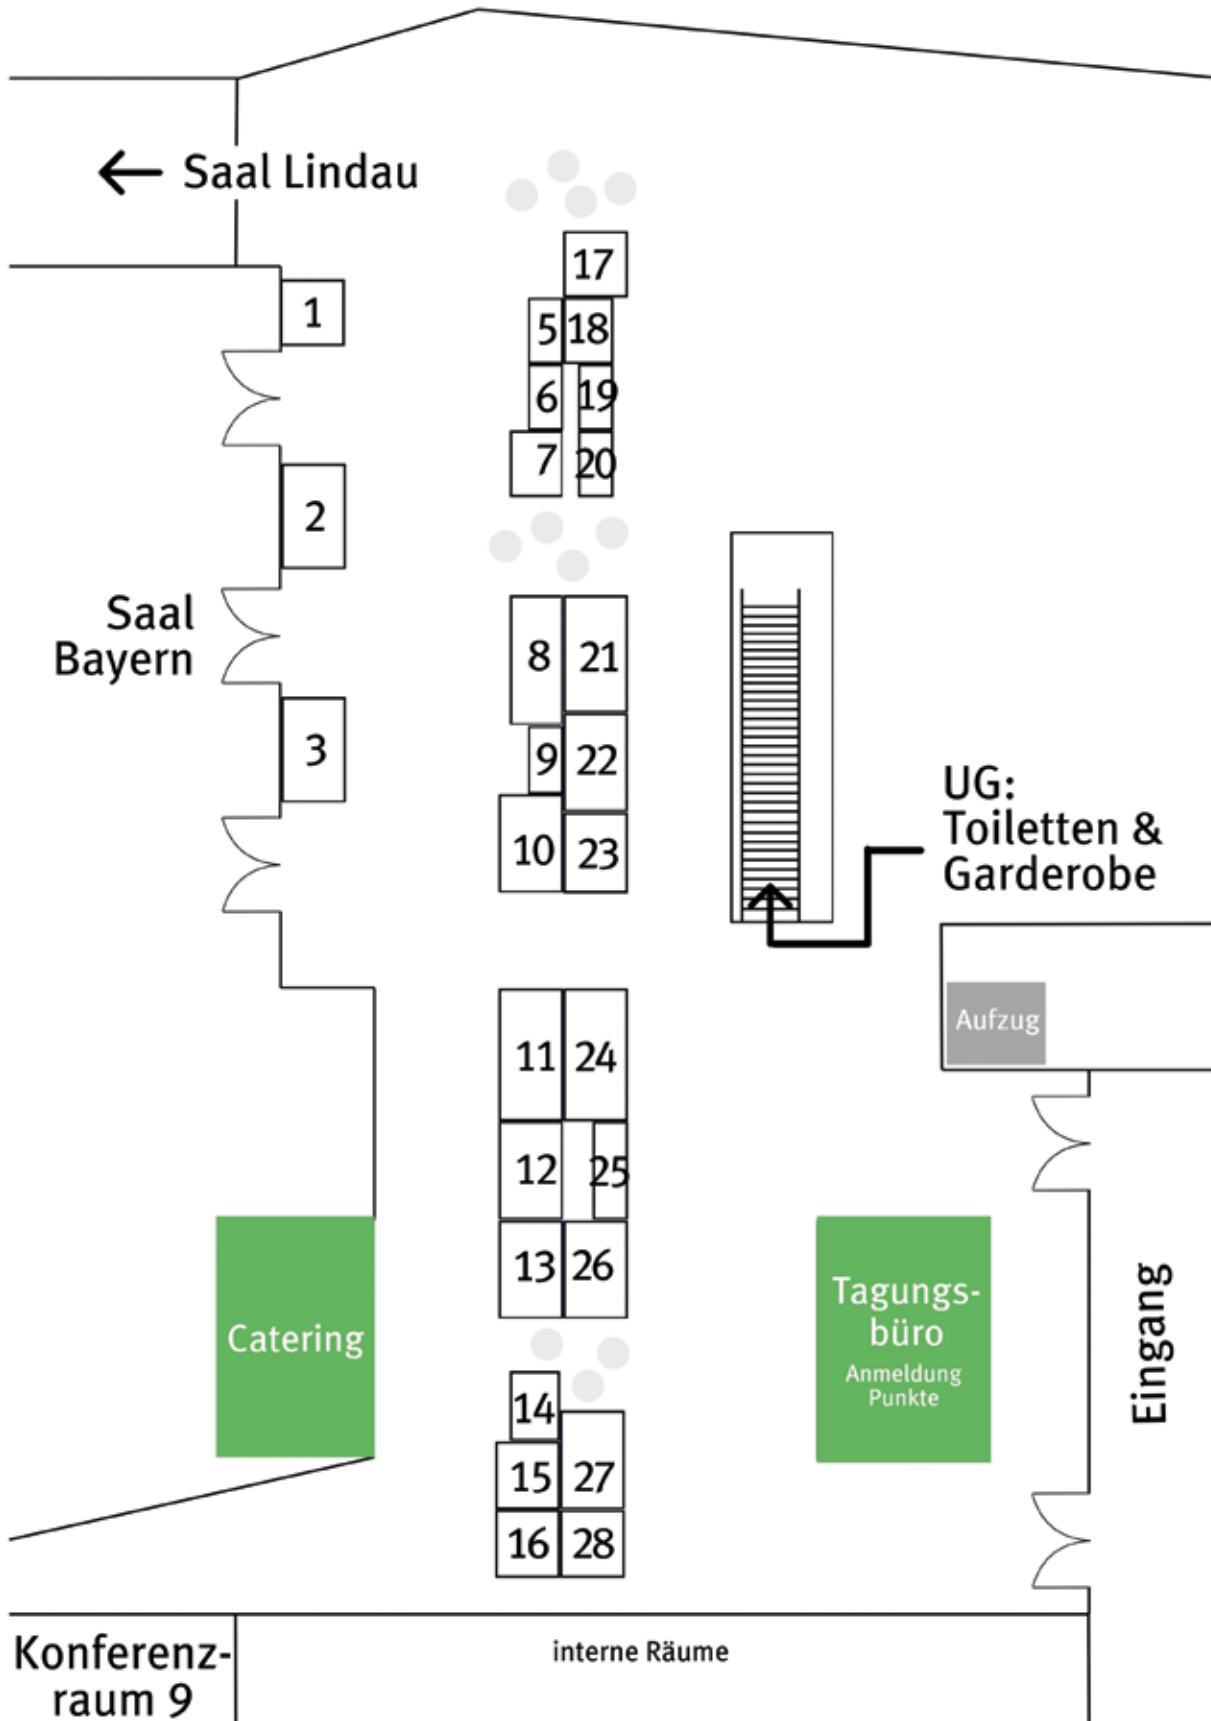 Saal Lindau
17
1
5
18
6
19
7
20
2
Saal
Bayern
8
21
3
9
22
10
23
UG:
Toiletten &
Garderobe
Aufzug
11
24
12
25
13
26
Catering
Tagungs-
büro
Anmeldung
Punkte
Eingang
14
15
27
16
28
Konferenz-
raum 9
interne Räume